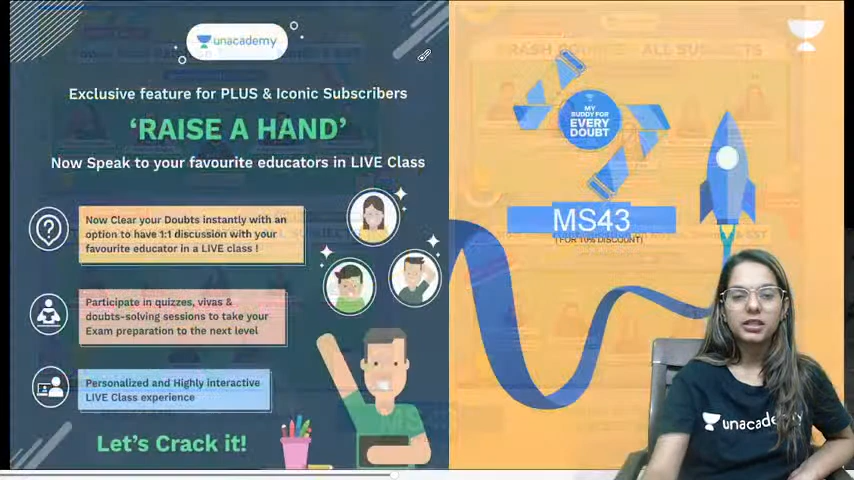 unacademy
Exclusive feature for PLUS & Iconic Subscribers
'RAISE A HAND'
Now Speak to your favourite educators in LIVE Class
Now Clear your Doubts instantly with an
option to have 1:1 discussion with your
favourite educator in a LIVE class !
Participate in quizzes, vivas &
doubts-solving sessions to take your
Exam preparation to the next level
Personalized and Highly interactive
LIVE Class experience
Let's Crack it!
MY
BUDDY FOR
EVERY
DOUBT
MS43
( FOR 10% DISCOUNT)
unacademy